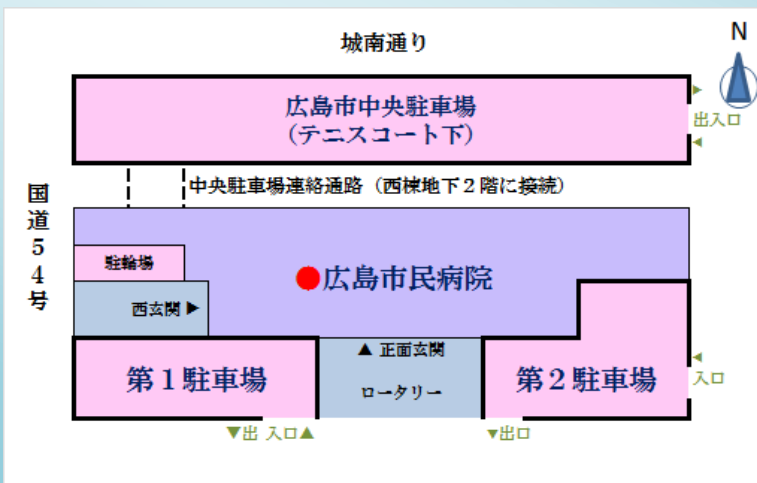 城南通り
N
広島市中央駐車場
(テニスコート下)
出入口
中央駐車場連絡通路（西棟地下２階に接続）
国道５４号
駐輪場
広島市民病院
西玄関 ▶
▲ 正面玄関
第１駐車場
ロータリー
第２駐車場
入口
▼出 入口▲
▼出口